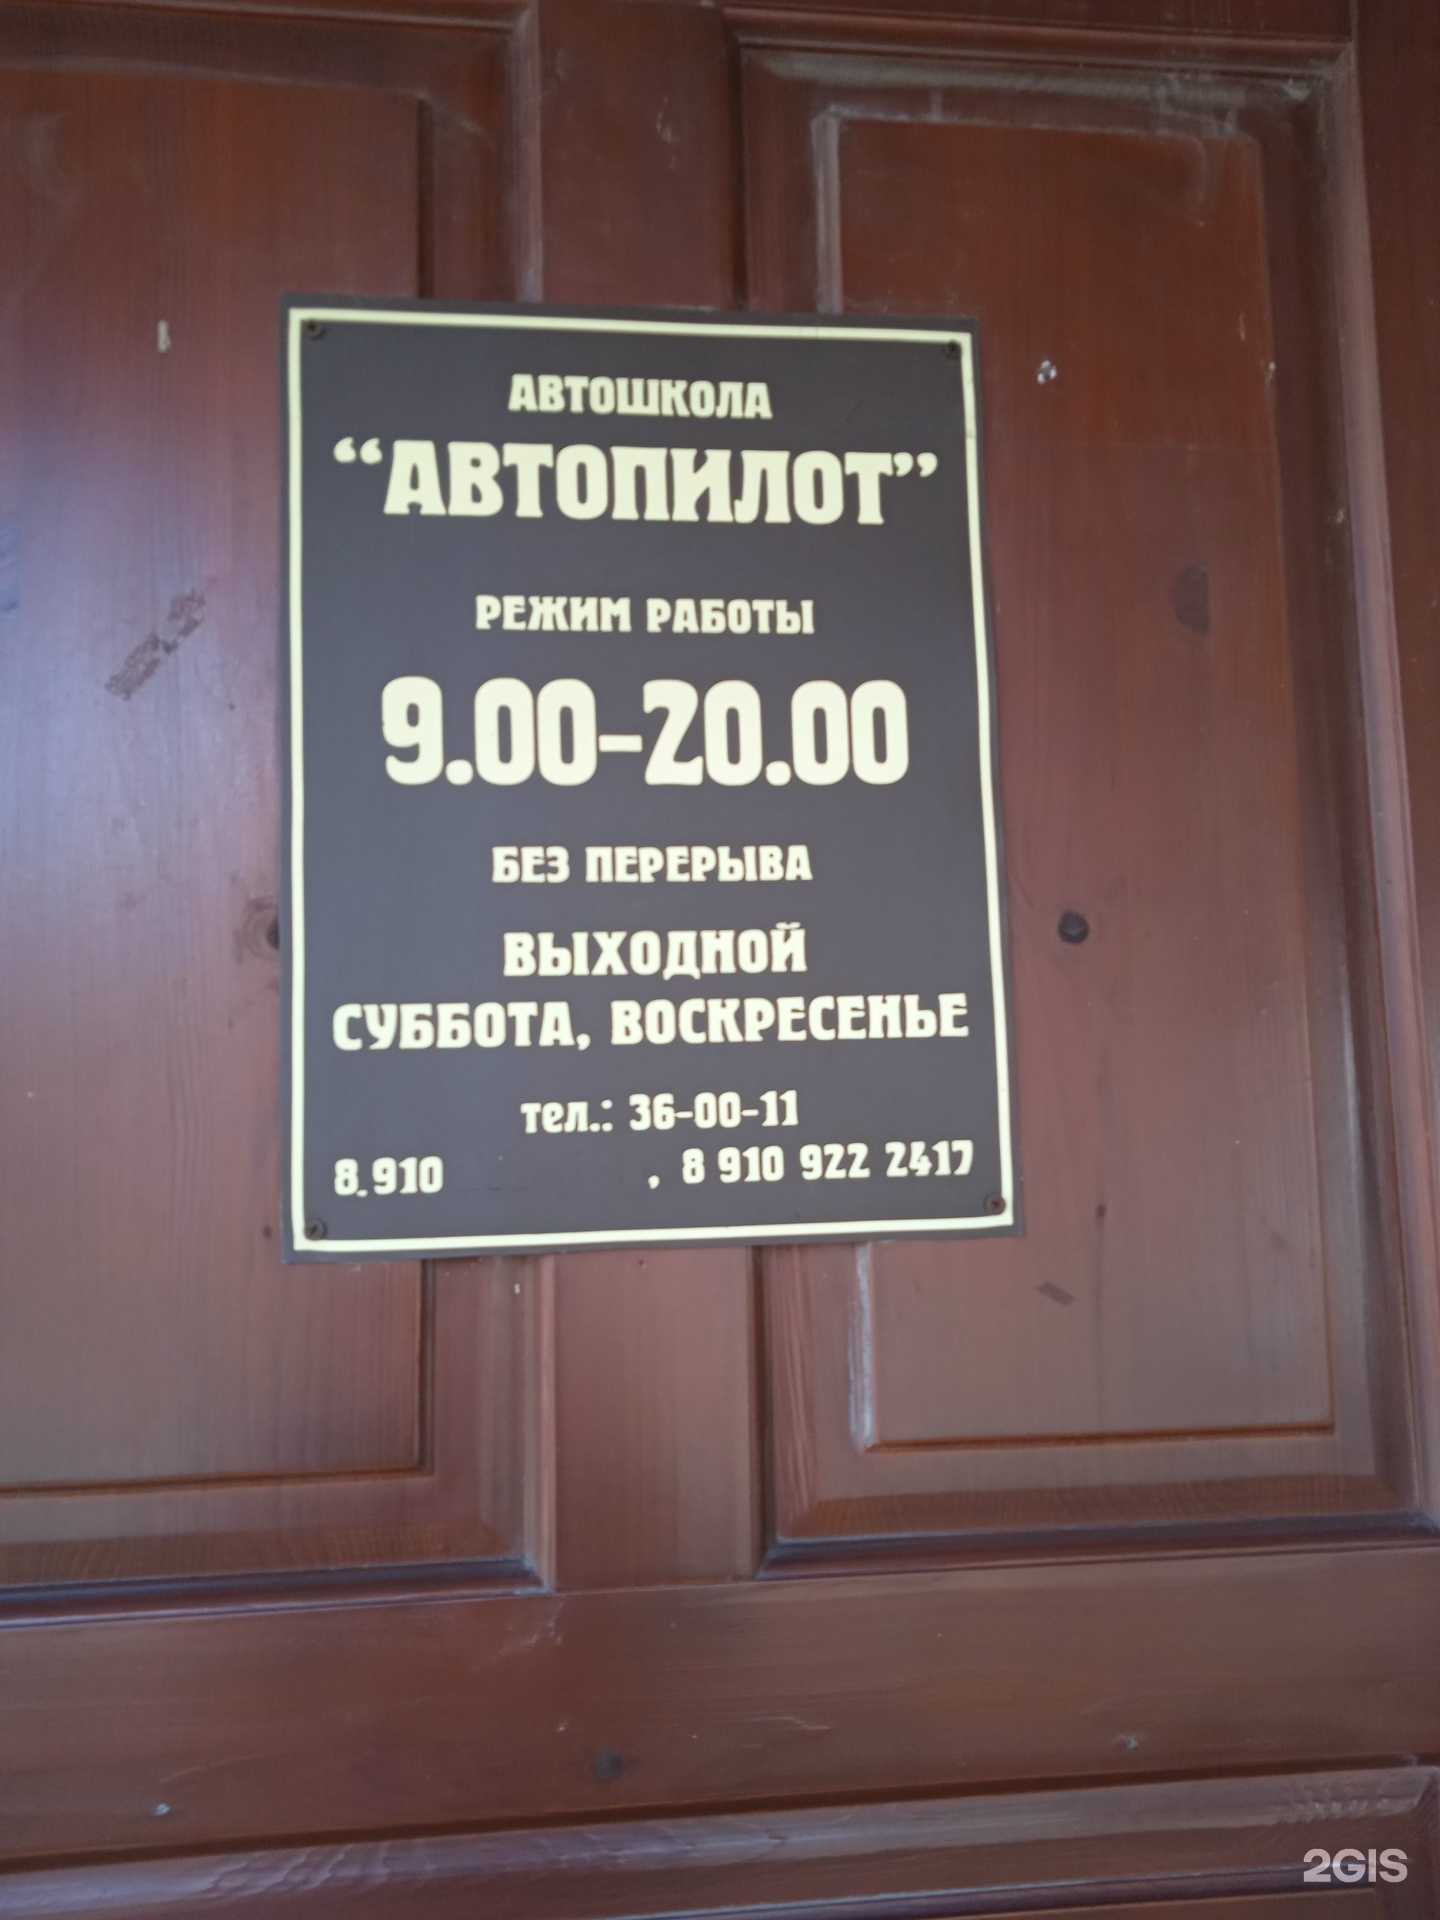 АВТОШКОЛА
“АВТОПИЛОТ”
РЕЖИМ РАБОТЫ
9.00-20.00
БЕЗ ПЕРЕРЫВА
ВЫХОДНОЙ
СУББОТА, ВОСКРЕСЕНЬЕ
тел.: 36-00-11
8.910 , 8 910 922 2417
2GIS